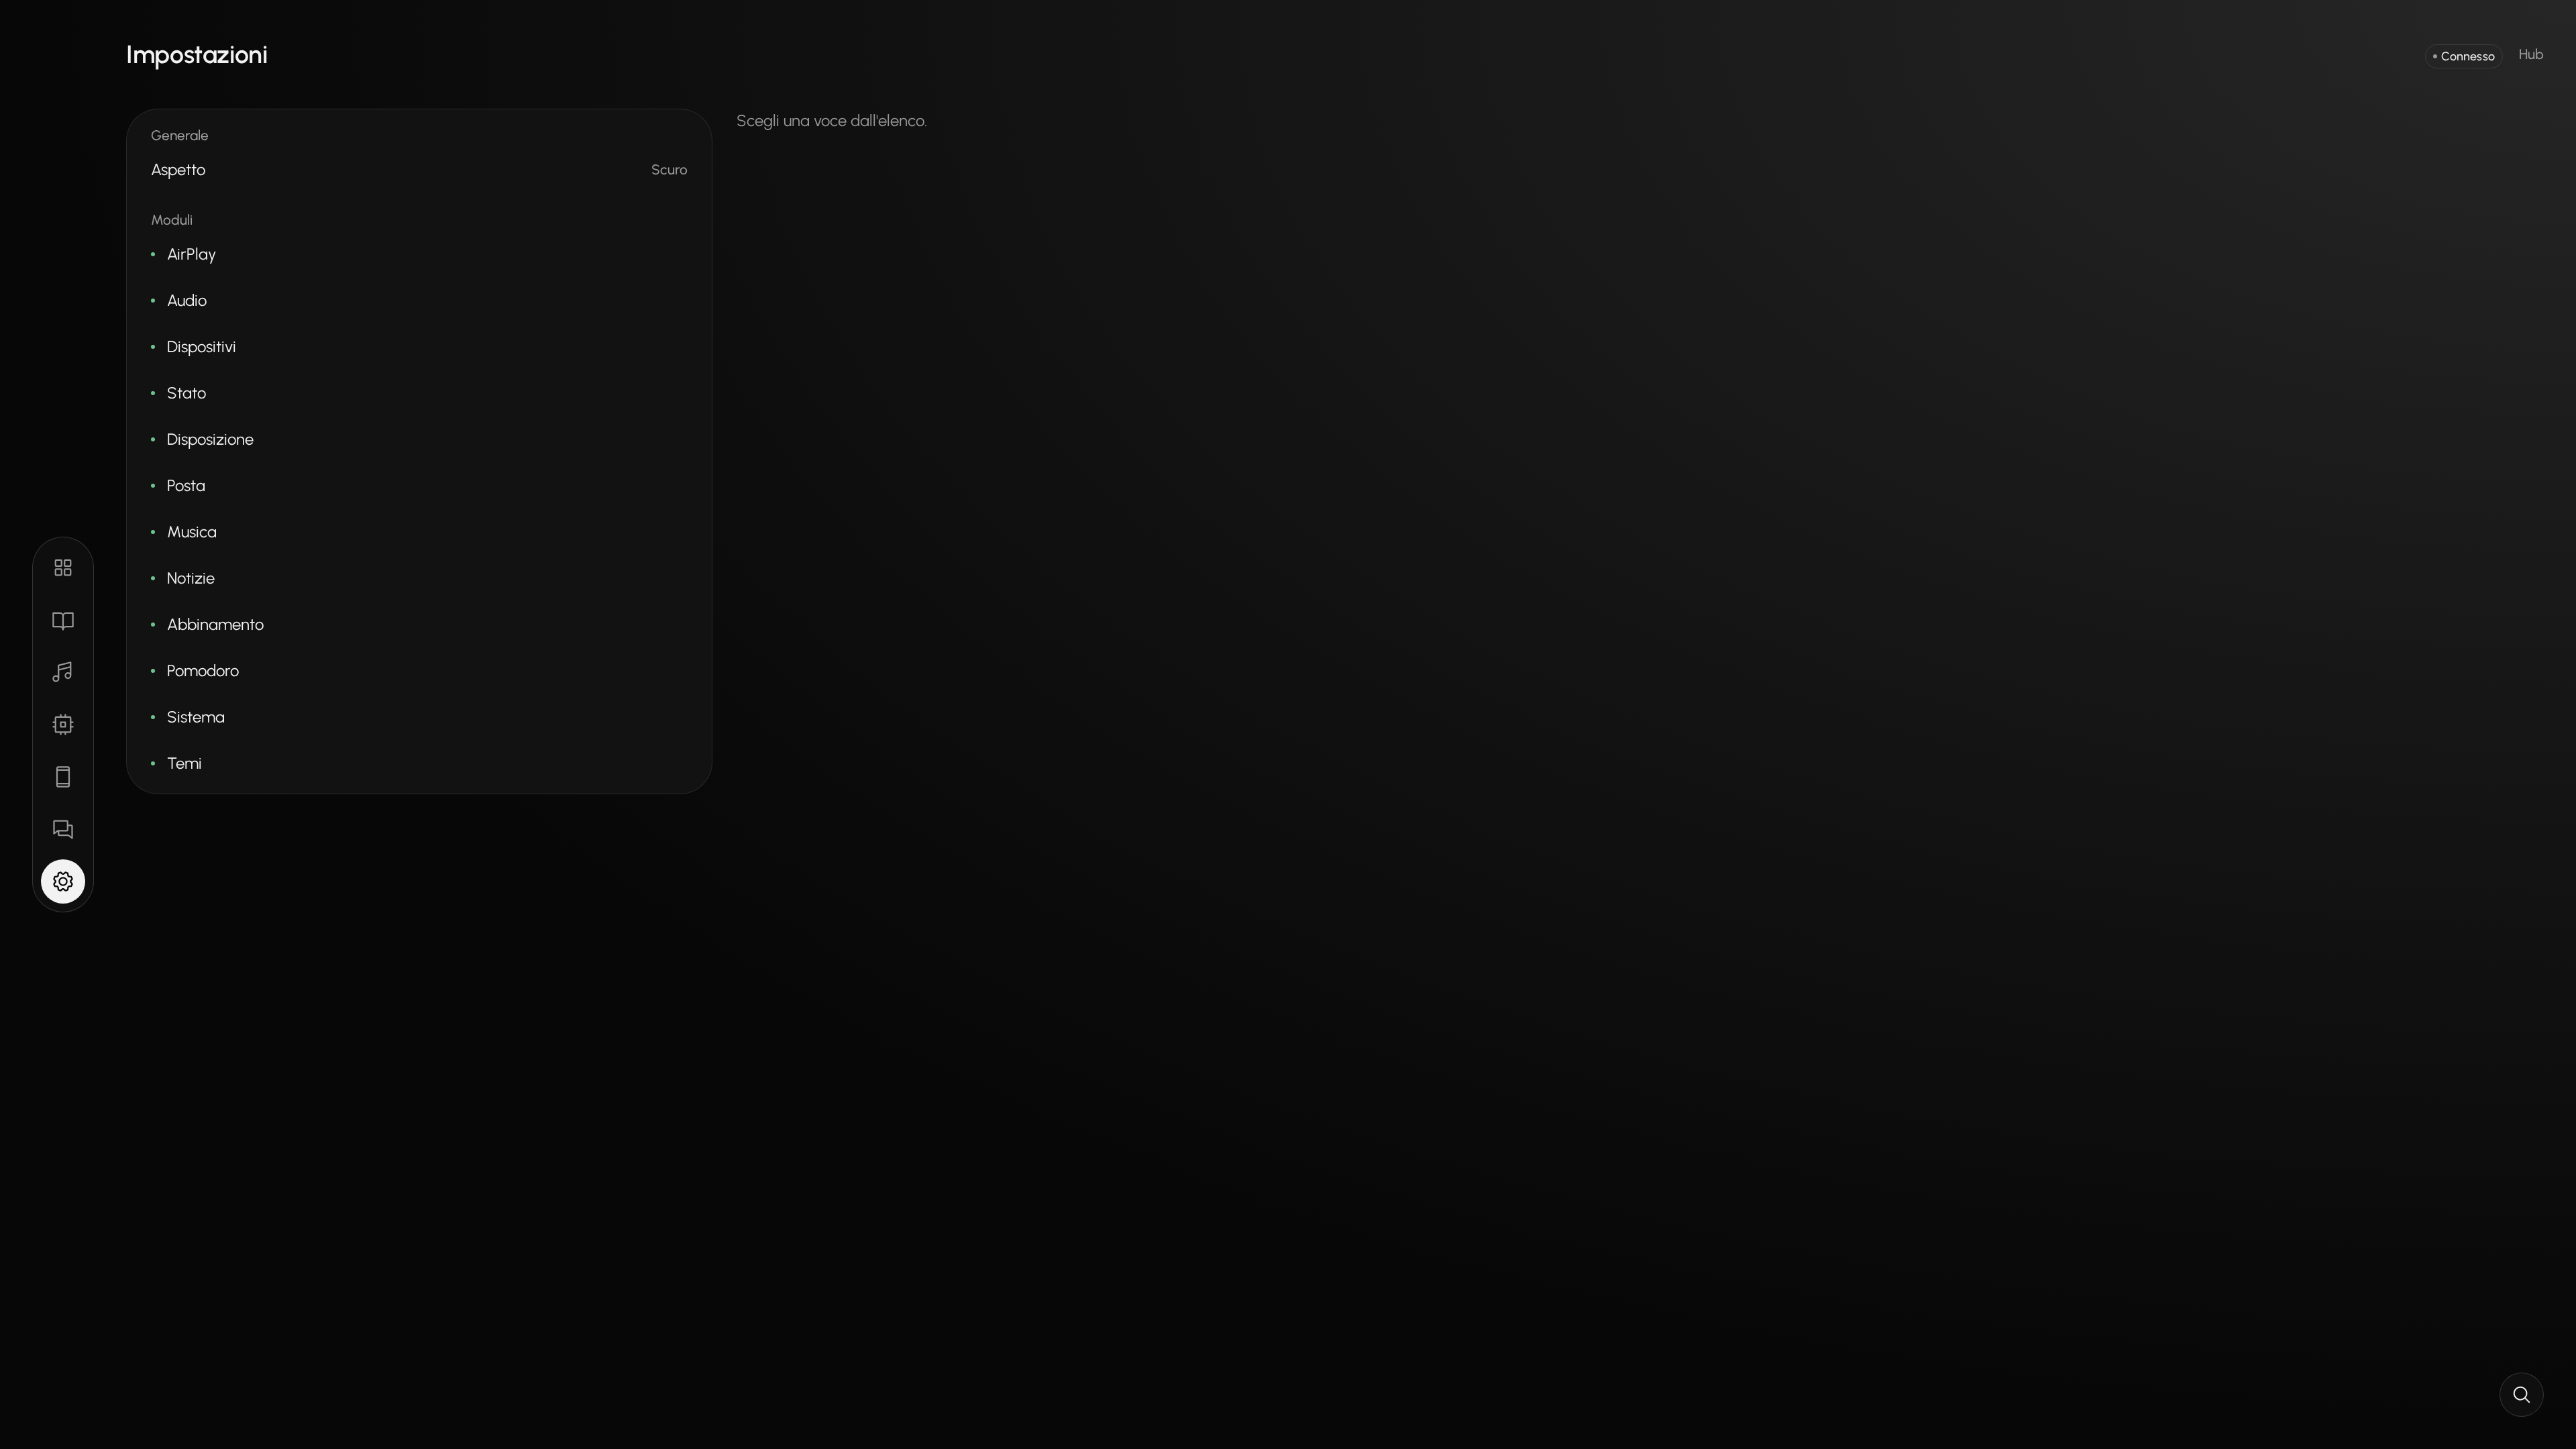 Impostazioni
Connesso
Hub
Generale
Aspetto
Scuro
Scegli una voce dall'elenco.
Moduli
AirPlay
Audio
Dispositivi
Stato
Disposizione
Posta
Musica
Notizie
Abbinamento
Pomodoro
Sistema
Temi